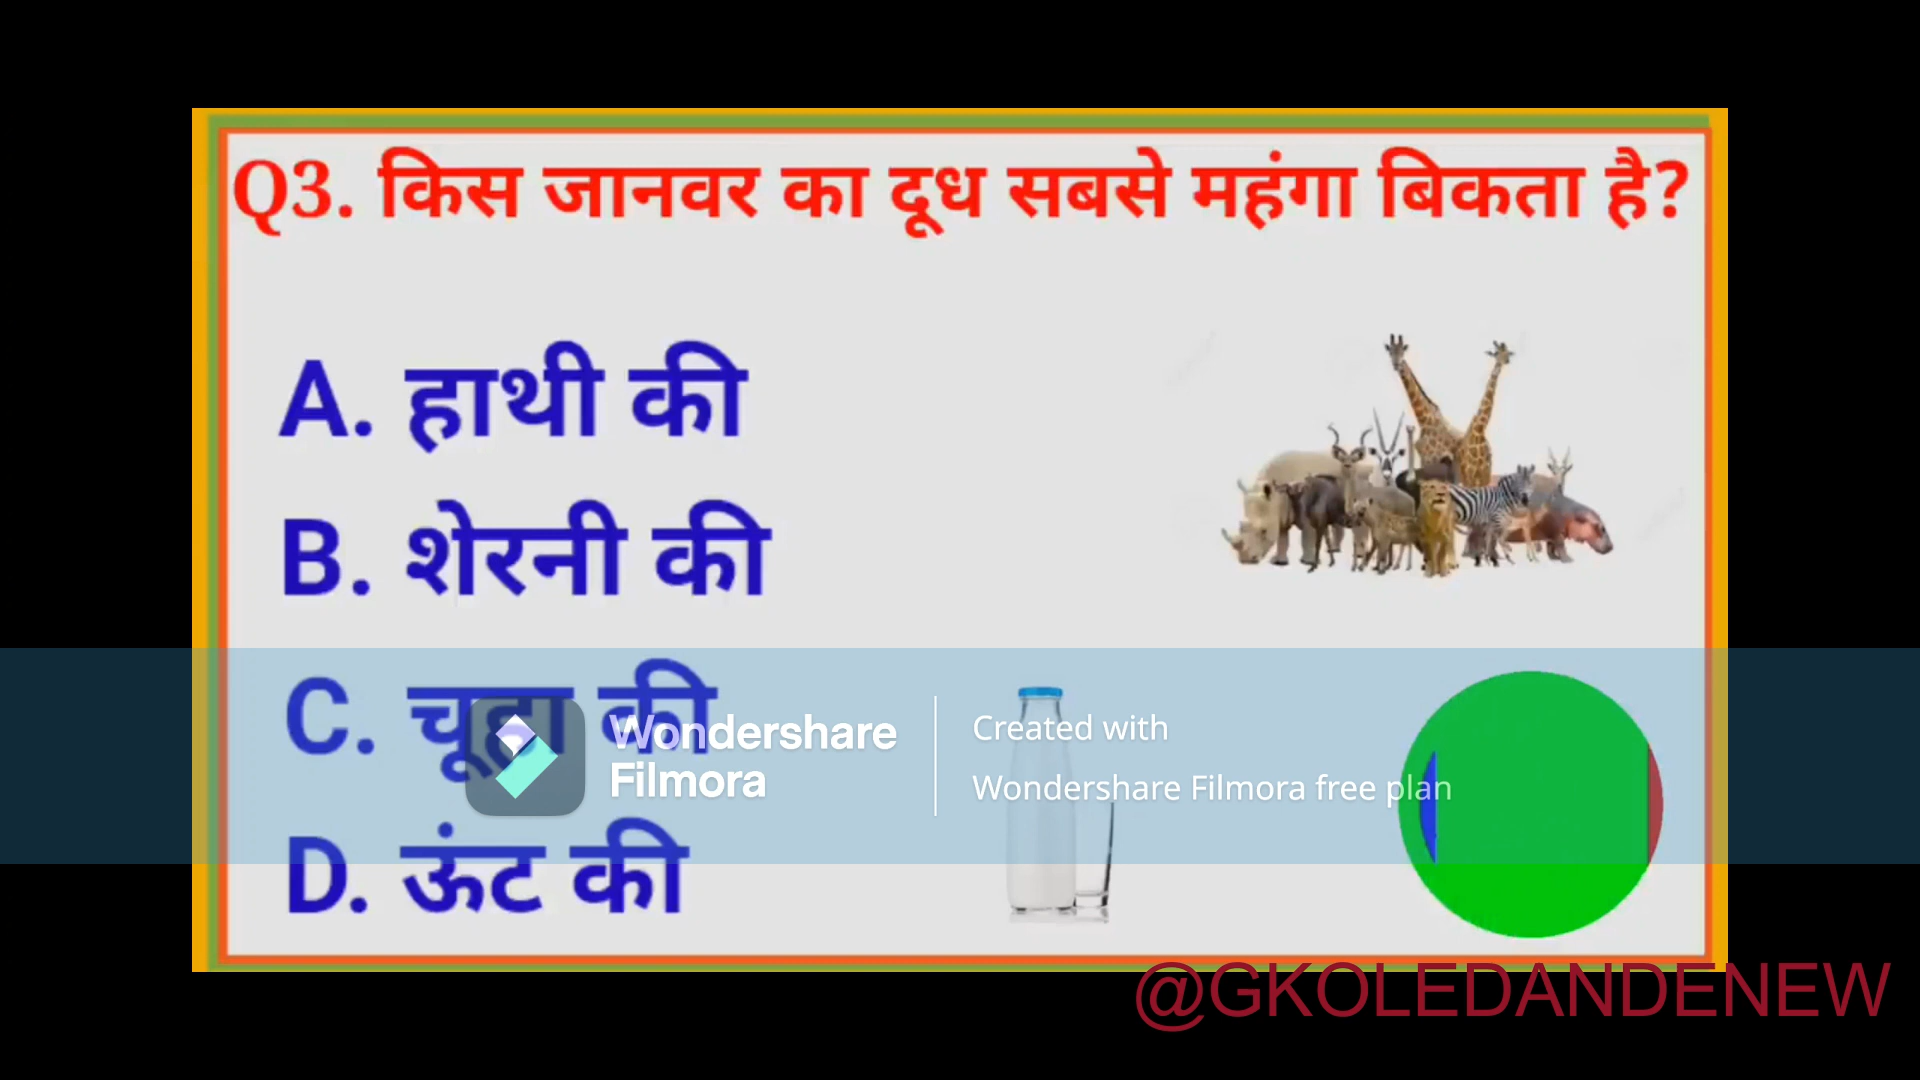 Q3. किस जानवर का दूध सबसे महंगा बिकता है?
A. हाथी की
B. शेरनी की
C. चूहा की
Wondershare
Filmora
Created with
Wondershare Filmora free plan
D. ऊंट की
@GKOLEDANDENEW